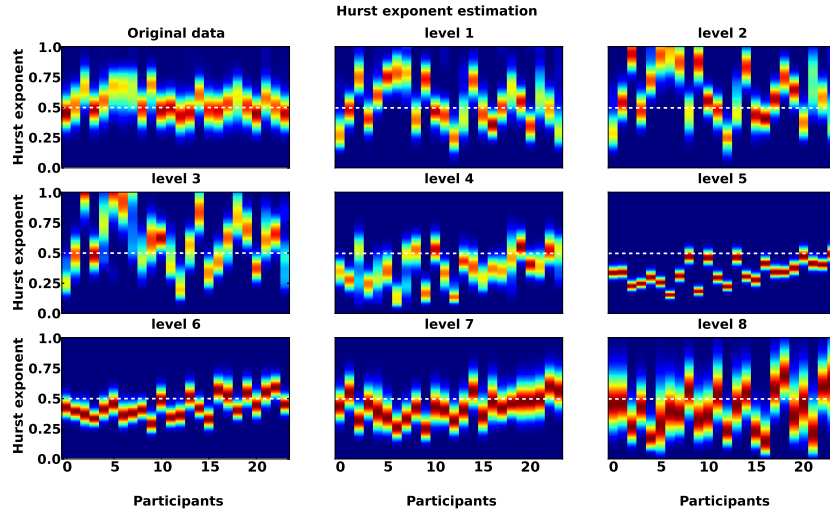 Hurst exponent estimation
Original data
level 1
level 2
Hurst exponent
1.0
0.75
0.5
0.25
0.0
level 3
level 4
level 5
Hurst exponent
1.0
0.75
0.5
0.25
0.0
level 6
level 7
level 8
Hurst exponent
1.0
0.75
0.5
0.25
0.0
0 5 10 15 20
0 5 10 15 20
0 5 10 15 20
Participants
Participants
Participants